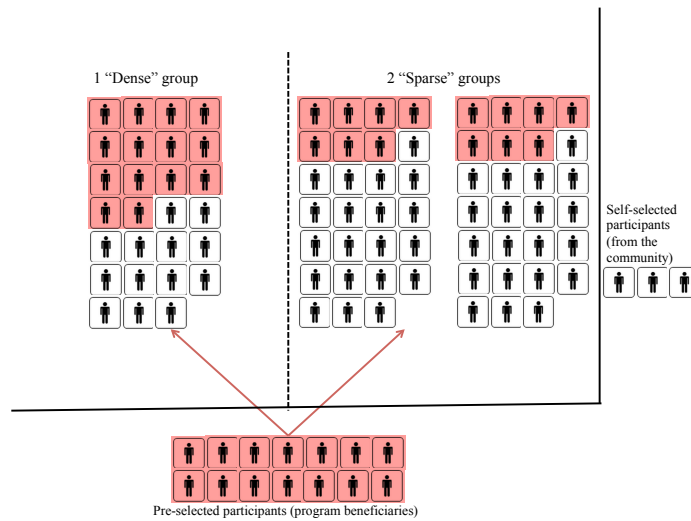 1 “Dense” group
2 “Sparse” groups
Self-selected
participants
(from the
community)
Pre-selected participants (program beneficiaries)